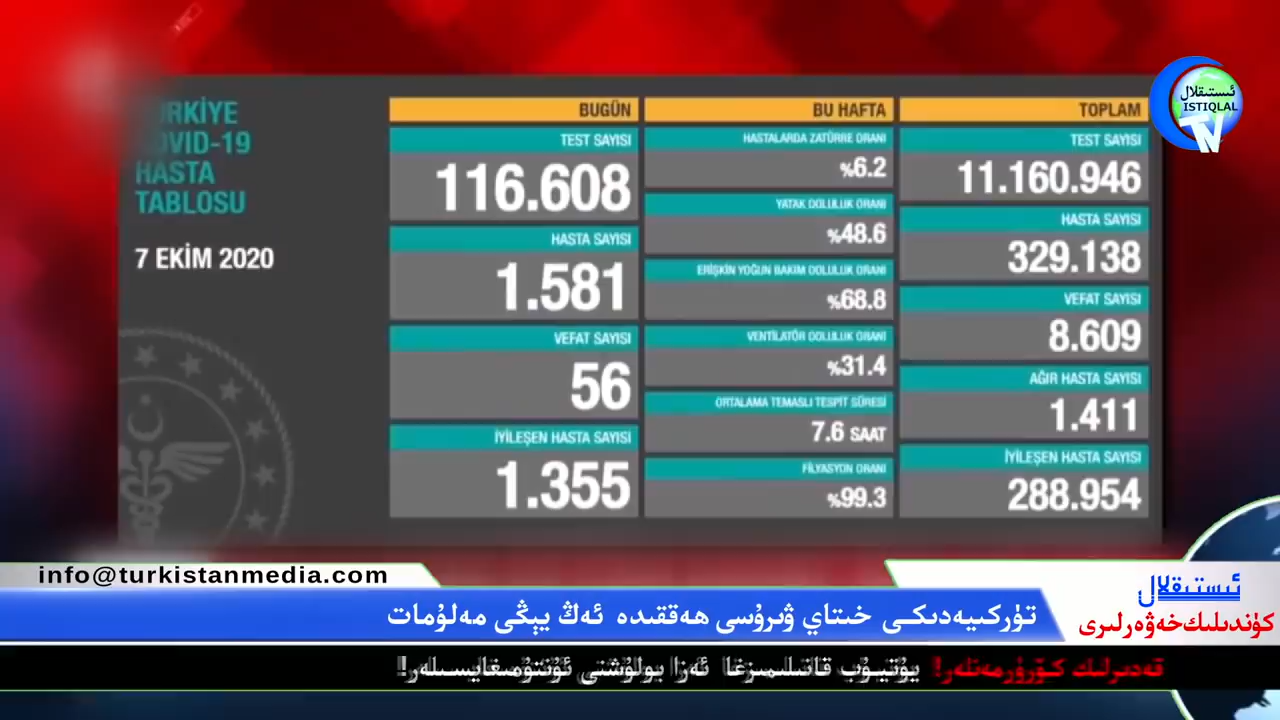 TÜRKİYE
COVID-19
HASTA
TABLOSU
7 EKİM 2020
BUGÜN
TEST SAYISI
116.608
HASTA SAYISI
1.581
VEFAT SAYISI
56
İYİLEŞEN HASTA SAYISI
1.355
BU HAFTA
HASTALARDA ZATÜRRE ORANI
%6.2
YATAK DOLULUK ORANI
%48.6
ERİŞKİN YOĞUN BAKIM DOLULUK ORANI
%68.8
VENTİLATÖR DOLULUK ORANI
%31.4
ORTALAMA TEMASLI TESPİT SÜRESİ
7.6 SAAT
FİLYASYON ORANI
%99.3
TOPLAM
TEST SAYISI
11.160.946
HASTA SAYISI
329.138
VEFAT SAYISI
8.609
AĞIR HASTA SAYISI
1.411
İYİLEŞEN HASTA SAYISI
288.954
ئىستىقلال
ISTIQLAL
TV
info@turkistanmedia.com
تۈركىيەدىكى خىتاي ۋىرۇسى ھەققىدە ئەڭ يېڭى مەلۇمات
ئىستىقلال
كۈندىلىك خەۋەرلىرى
قەدىرلىك كۆرۈرمەنلەر! يۇتيۇب قانىلىمىزغا ئەزا بولۇشنى ئۇنتۇمىغايسىلەر!